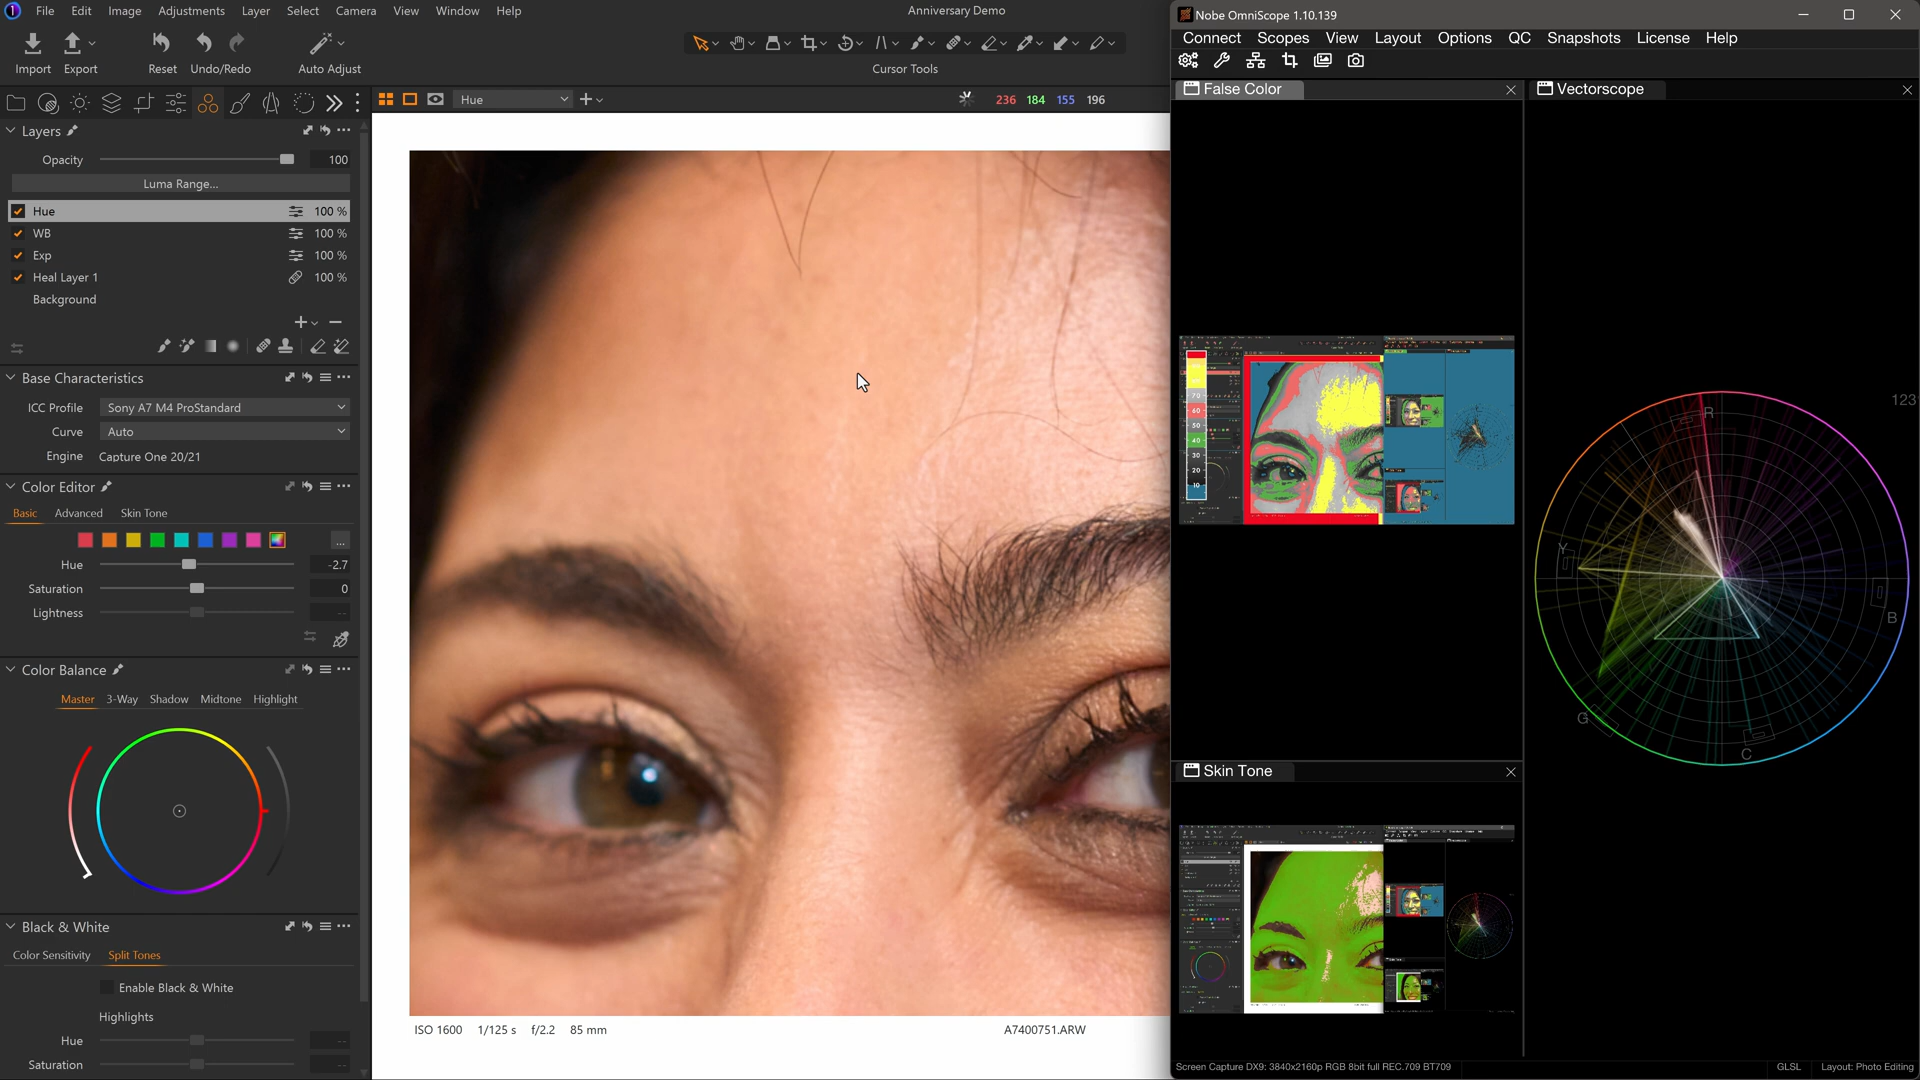 File Edit Image Adjustments Layer Select Camera View Window Help
Anniversary Demo
Import Export Reset Undo/Redo Auto Adjust
Cursor Tools
Hue
236 184 155 196
Layers
Opacity 100
Luma Range...
Hue 100 %
WB 100 %
Exp 100 %
Heal Layer 1 100 %
Background
Base Characteristics
ICC Profile Sony A7 M4 ProStandard
Curve Auto
Engine Capture One 20/21
Color Editor
Basic Advanced Skin Tone
Hue -2.7
Saturation 0
Lightness --
Color Balance
Master 3-Way Shadow Midtone Highlight
Black & White
Color Sensitivity Split Tones
Enable Black & White
Highlights
Hue --
Saturation --
ISO 1600 1/125 s f/2.2 85 mm
A7400751.ARW
Nobe OmniScope 1.10.139
Connect Scopes View Layout Options QC Snapshots License Help
False Color
70
60
50
40
30
20
10
Skin Tone
Vectorscope
123
R
Y
B
G
C
Screen Capture DX9: 3840x2160p RGB 8bit full REC.709 BT709
GLSL
Layout: Photo Editing